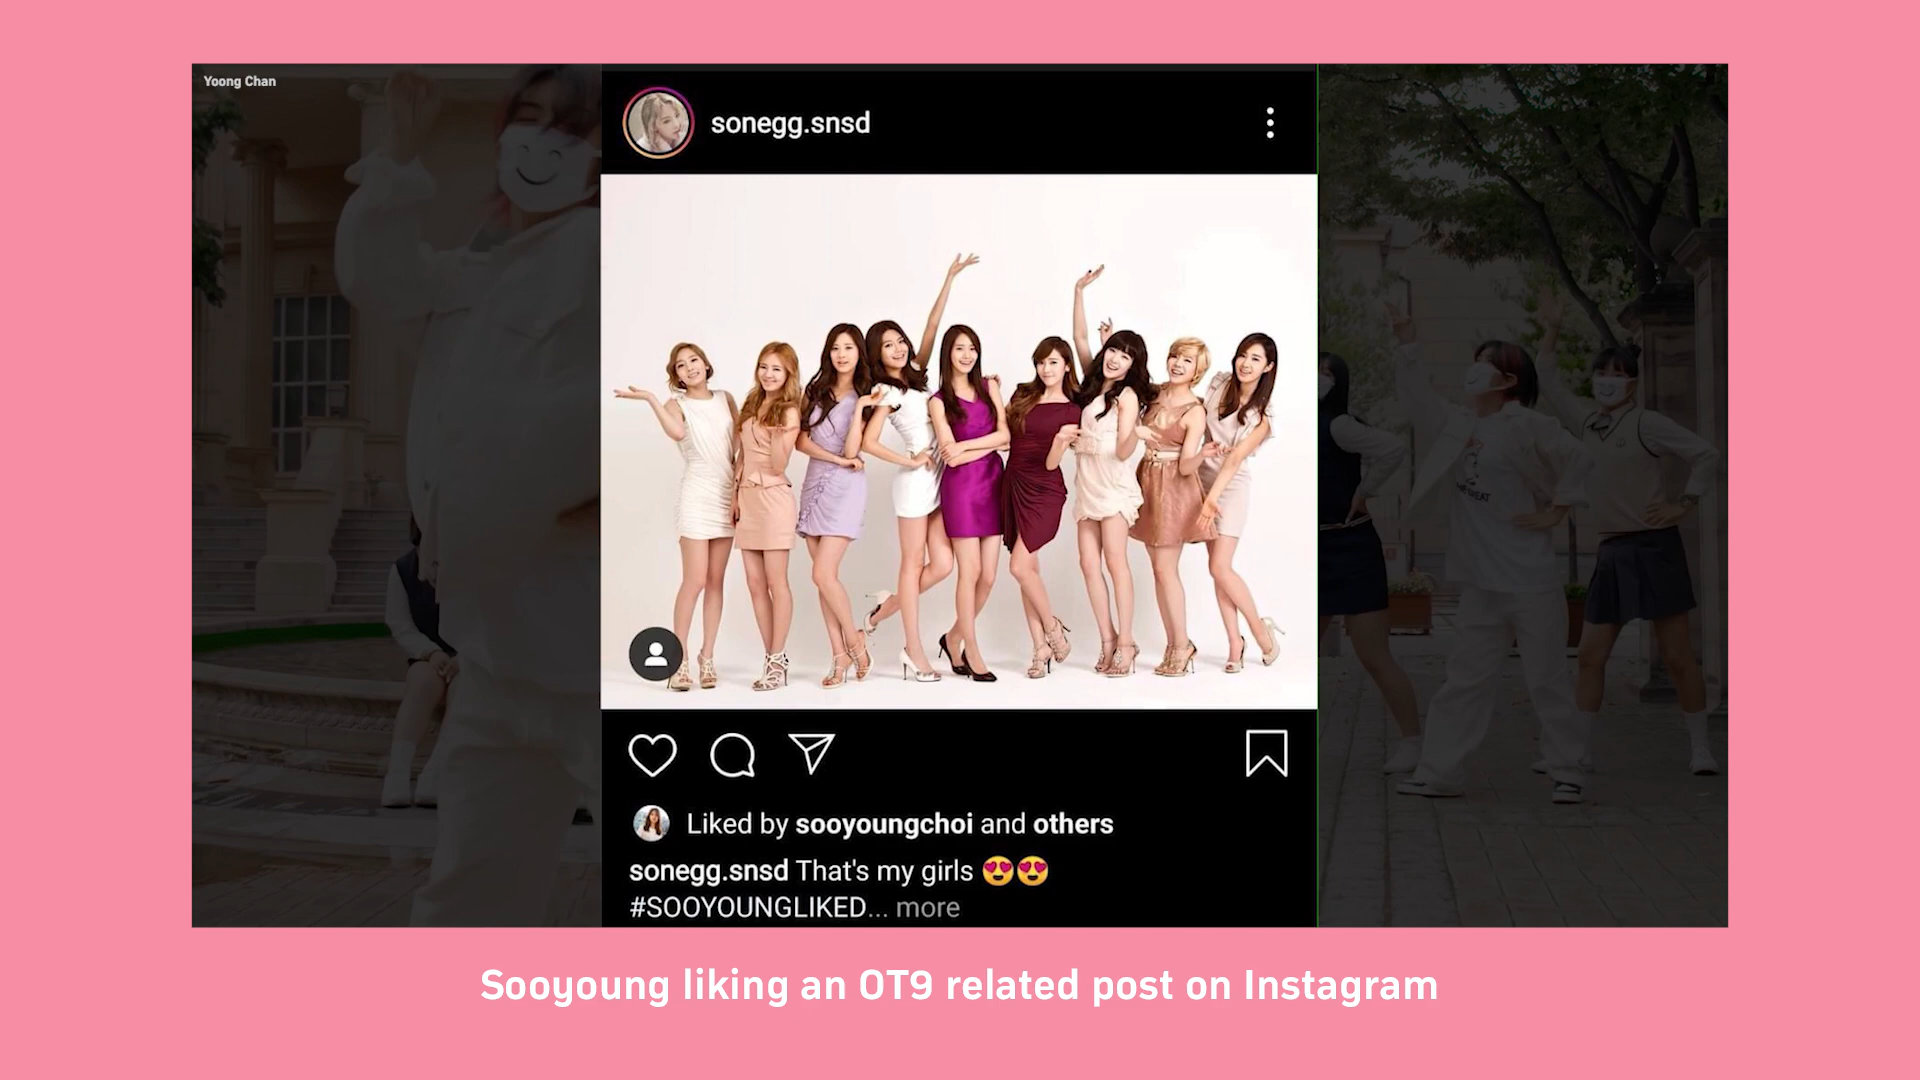 Yoong Chan
sonegg.snsd
Liked by sooyoungchoi and others
sonegg.snsd That's my girls 😍😍
#SOOYOUNGLIKED... more
Sooyoung liking an OT9 related post on Instagram